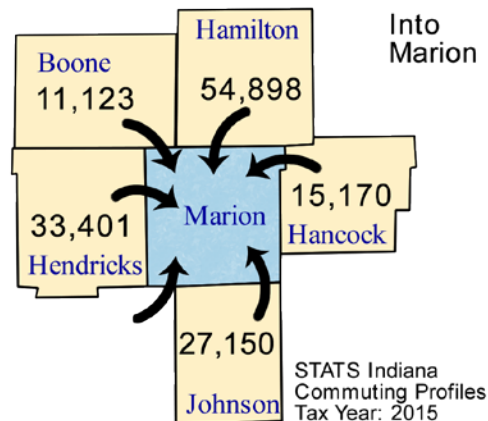 Into
Marion
Hamilton
54,898
Boone
11,123
Marion
15,170
Hancock
33,401
Hendricks
27,150
Johnson
STATS Indiana
Commuting Profiles
Tax Year: 2015